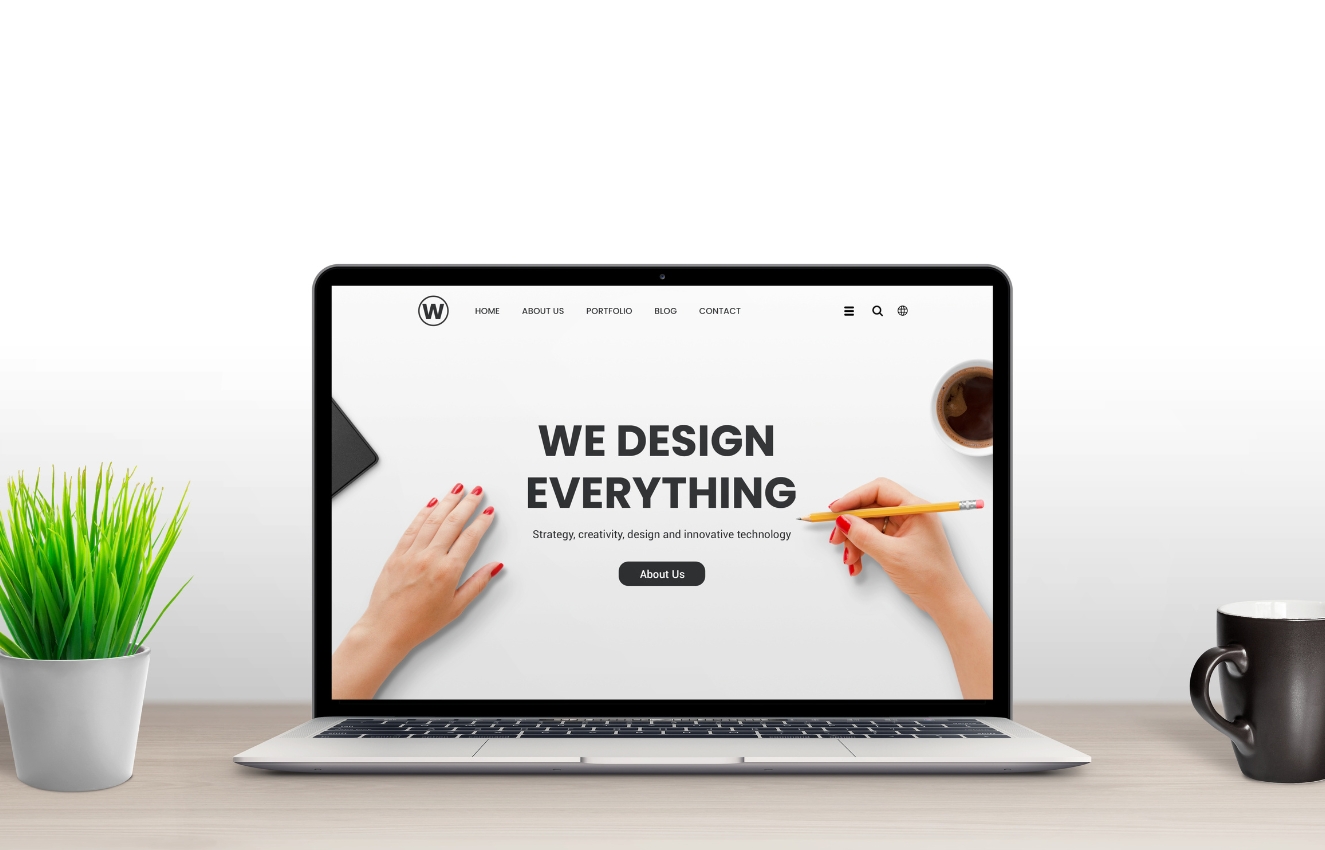 W
HOME ABOUT US PORTFOLIO BLOG CONTACT
WE DESIGN
EVERYTHING
Strategy, creativity, design and innovative technology
About Us